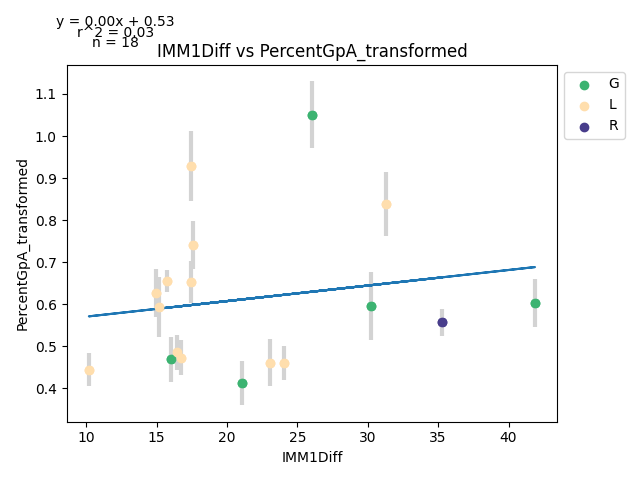 y = 0.00x + 0.53
r^2 = 0.03
n = 18
IMM1Diff vs PercentGpA_transformed
G
L
R
PercentGpA_transformed
1.1
1.0
0.9
0.8
0.7
0.6
0.5
0.4
10 15 20 25 30 35 40
IMM1Diff